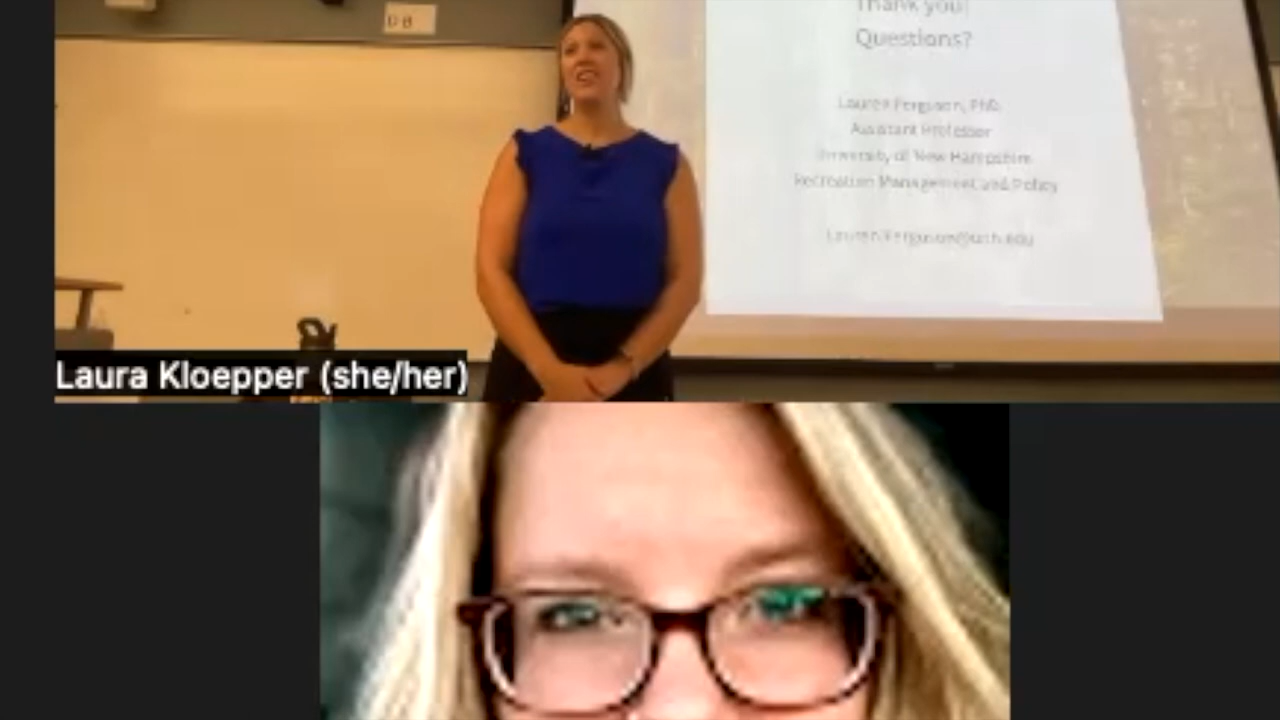 D B
Thank you!
Questions?
Lauren Ferguson, PhD.
Assistant Professor
University of New Hampshire
Recreation Management and Policy
Lauren.Ferguson@unh.edu
Laura Kloepper (she/her)